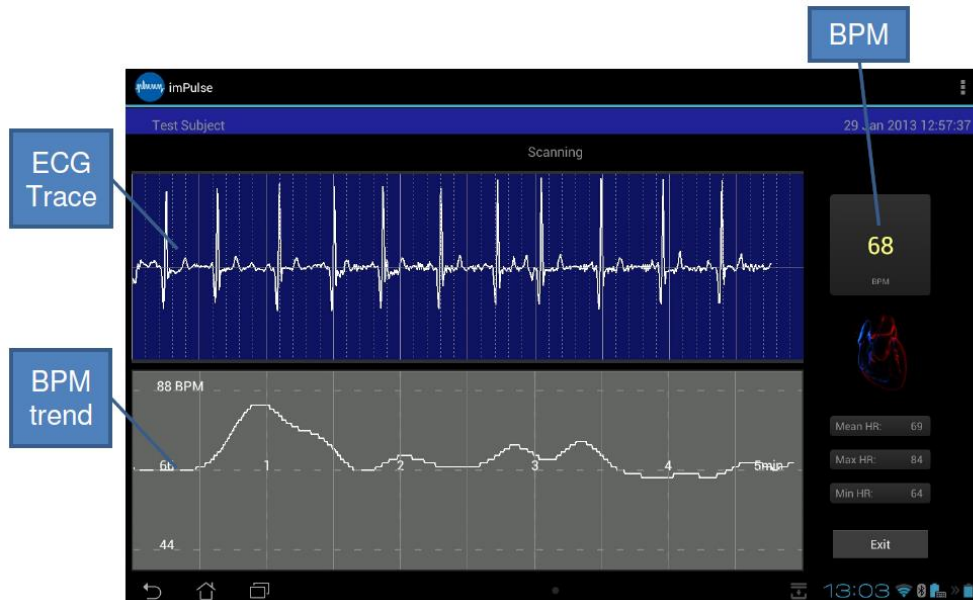 BPM
imPulse
Test Subject
29 Jan 2013 12:57:37
Scanning
ECG
Trace
68
BPM
BPM
trend
88 BPM
66
1
2
3
4
5min
44
Mean HR: 69
Max HR: 84
Min HR: 64
Exit
13:03